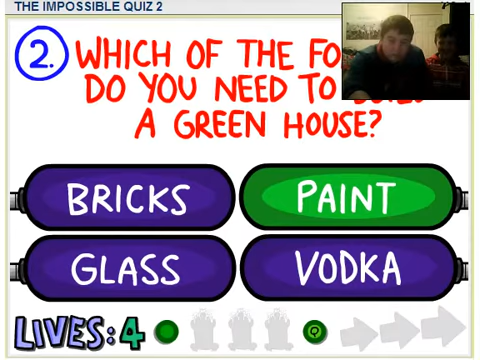 THE IMPOSSIBLE QUIZ 2
2. WHICH OF THE
DO YOU NEED TO
A GREEN HOUSE?
BRICKS
PAINT
GLASS
VODKA
LIVES: 4